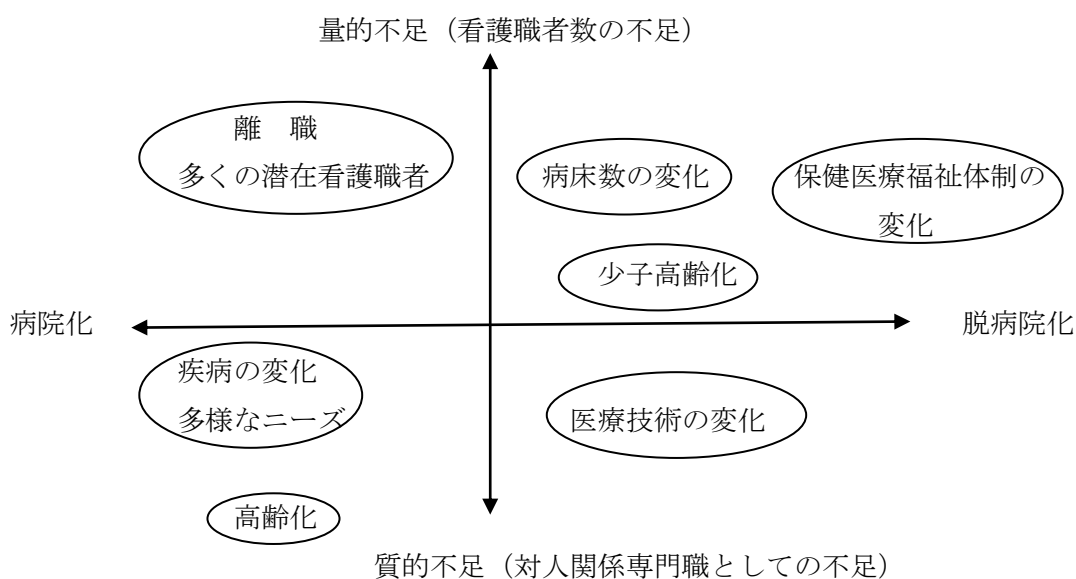 量的不足（看護職者数の不足）
離　職
多くの潜在看護職者
病床数の変化
保健医療福祉体制の
変化
少子高齢化
病院化
脱病院化
疾病の変化
多様なニーズ
医療技術の変化
高齢化
質的不足（対人関係専門職としての不足）